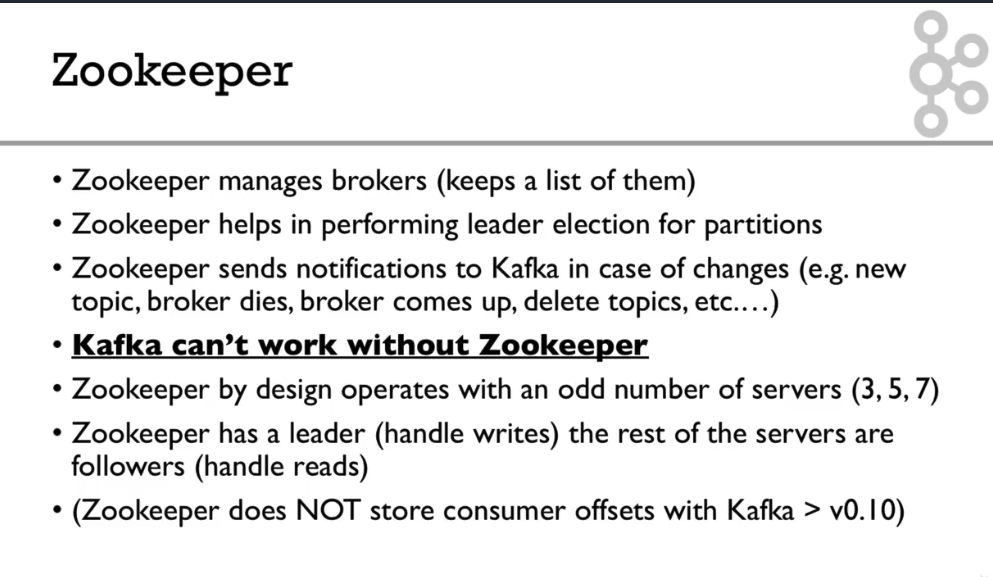 Zookeeper
• Zookeeper manages brokers (keeps a list of them)
• Zookeeper helps in performing leader election for partitions
• Zookeeper sends notifications to Kafka in case of changes (e.g. new
topic, broker dies, broker comes up, delete topics, etc.…)
• Kafka can’t work without Zookeeper
• Zookeeper by design operates with an odd number of servers (3, 5, 7)
• Zookeeper has a leader (handle writes) the rest of the servers are
followers (handle reads)
• (Zookeeper does NOT store consumer offsets with Kafka > v0.10)